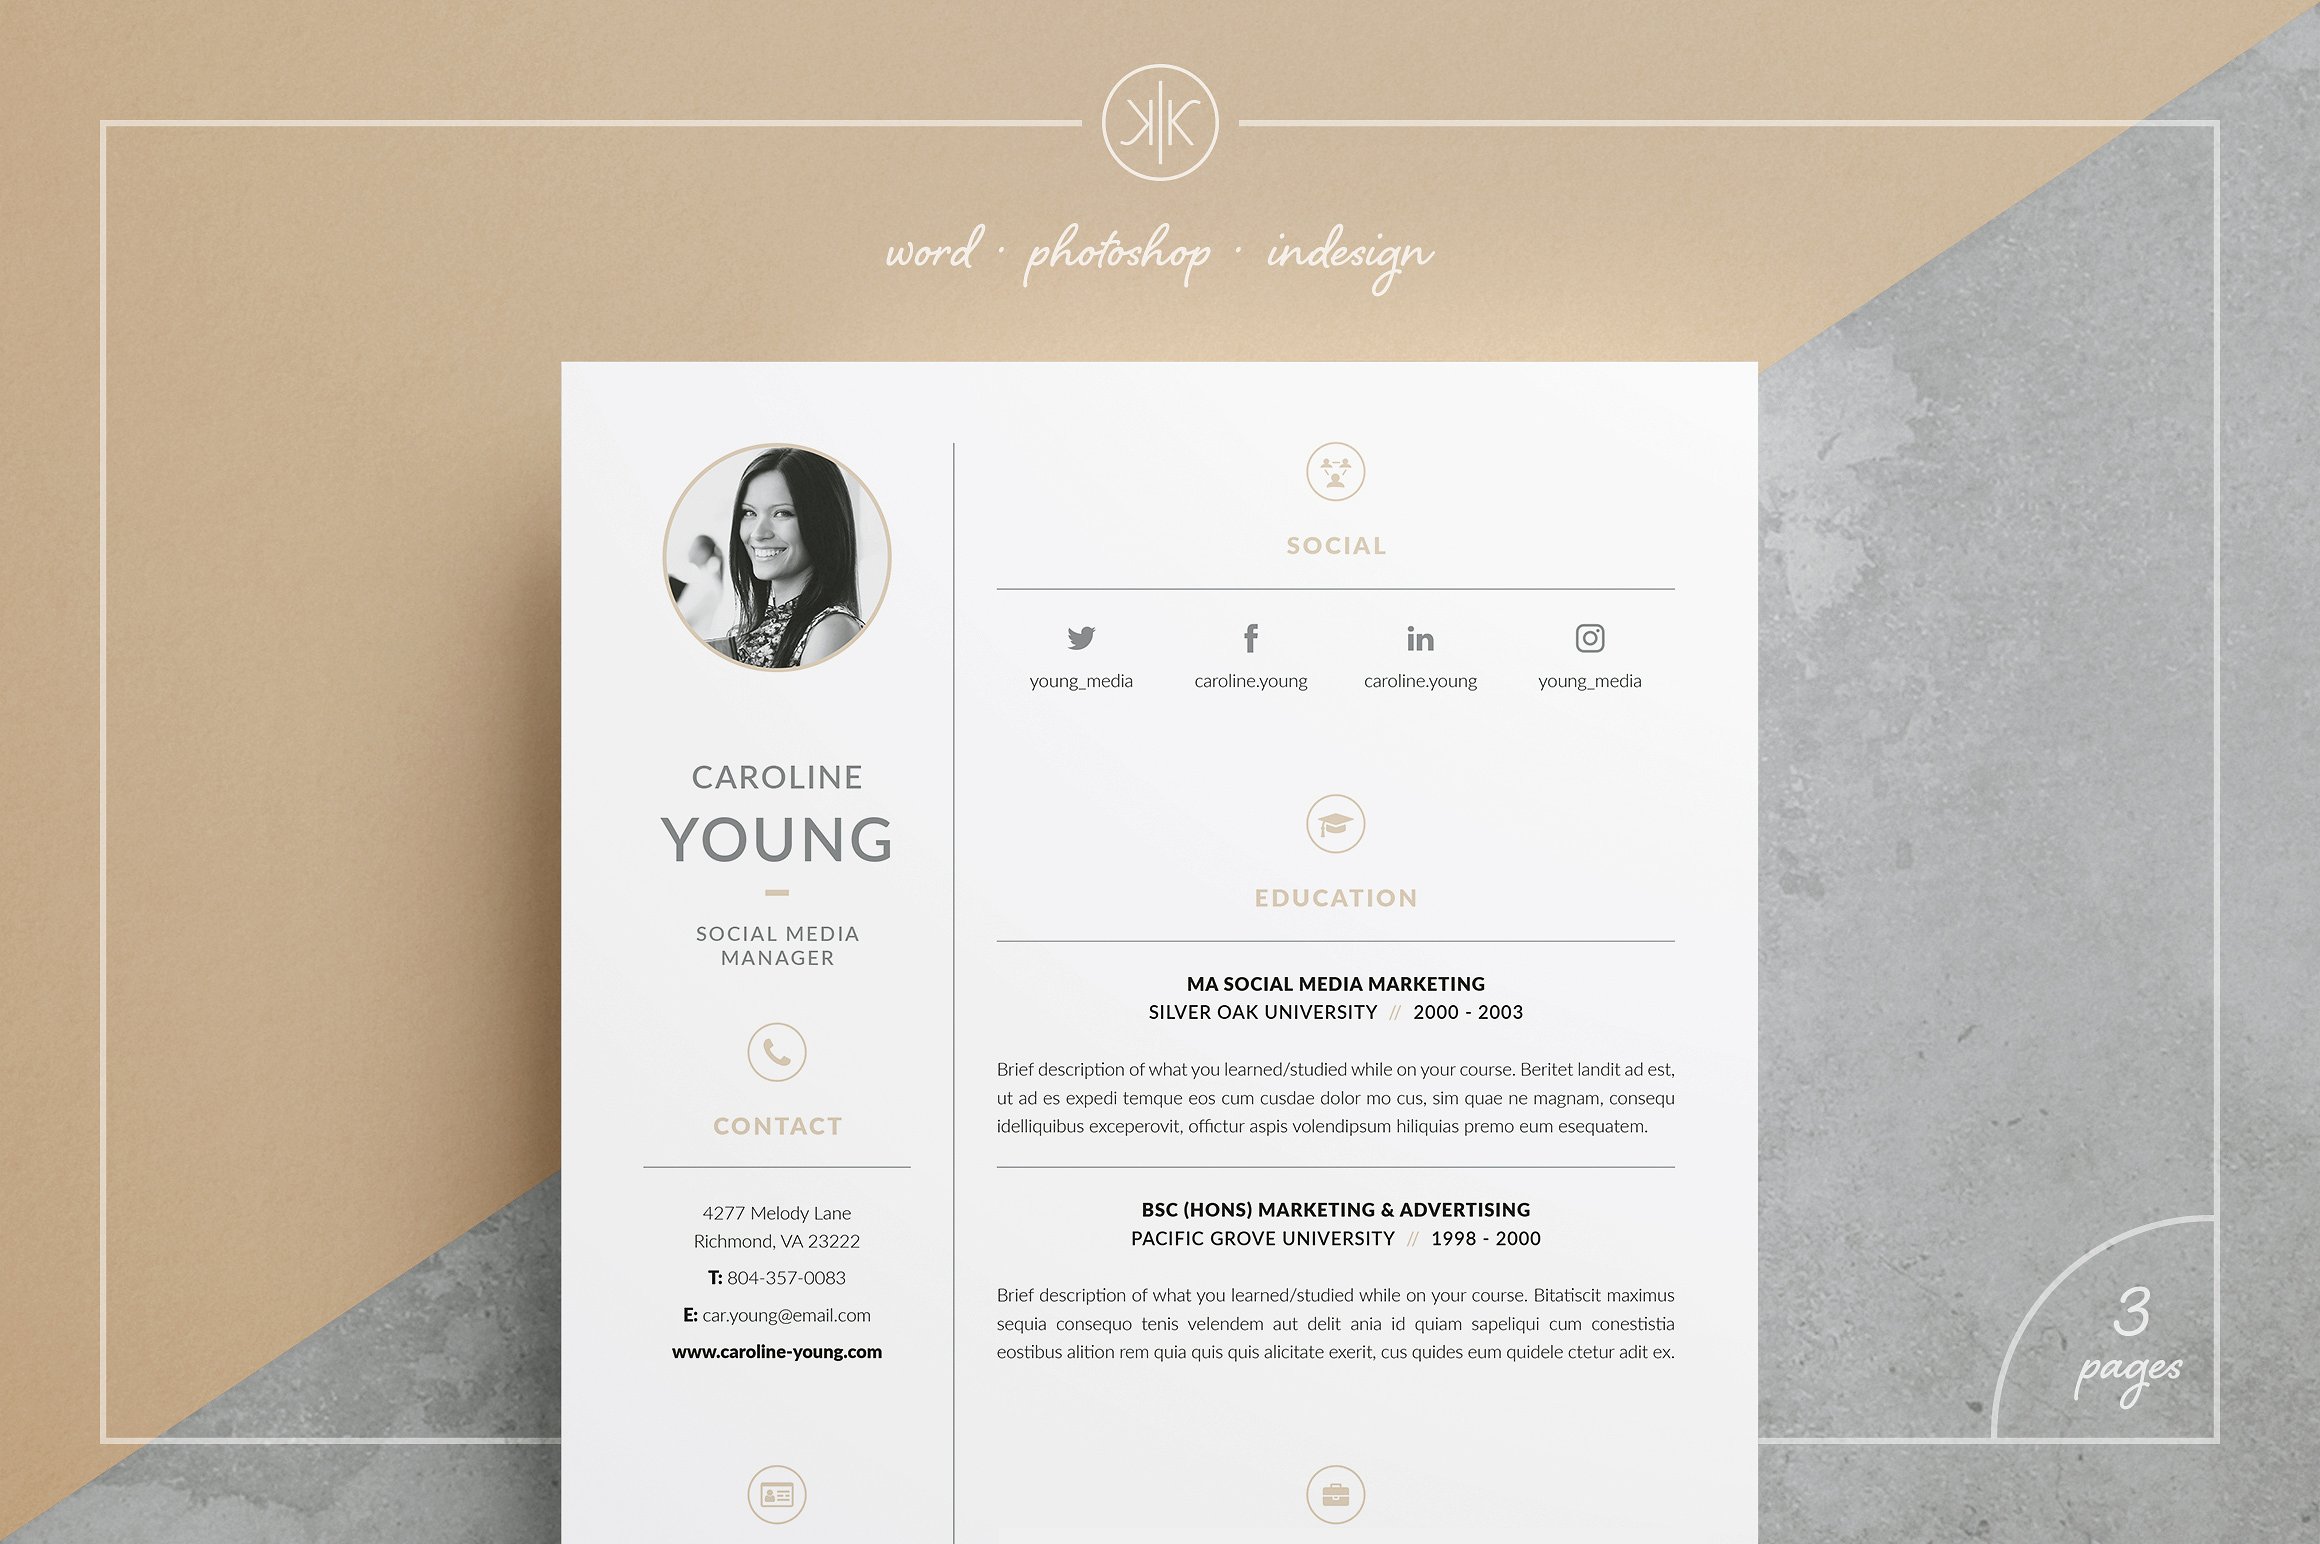 K|K
word · photoshop · indesign
CAROLINE
YOUNG
SOCIAL MEDIA
MANAGER
CONTACT
4277 Melody Lane
Richmond, VA 23222
T: 804-357-0083
E: car.young@email.com
www.caroline-young.com
SOCIAL
young_media
caroline.young
in
caroline.young
young_media
EDUCATION
MA SOCIAL MEDIA MARKETING
SILVER OAK UNIVERSITY // 2000 - 2003
Brief description of what you learned/studied while on your course. Beritet landit ad est,
ut ad es expedi temque eos cum cusdae dolor mo cus, sim quae ne magnam, consequ
idelliquibus exceperovit, offictur aspis volendipsum hiliquias premo eum esequatem.
BSC (HONS) MARKETING & ADVERTISING
PACIFIC GROVE UNIVERSITY // 1998 - 2000
Brief description of what you learned/studied while on your course. Bitatiscit maximus
sequia consequo tenis velendem aut delit ania id quiam sapeliqui cum conestistia
eostibus alition rem quia quis quis alicitate exerit, cus quides eum quidele ctetur adit ex.
3
pages